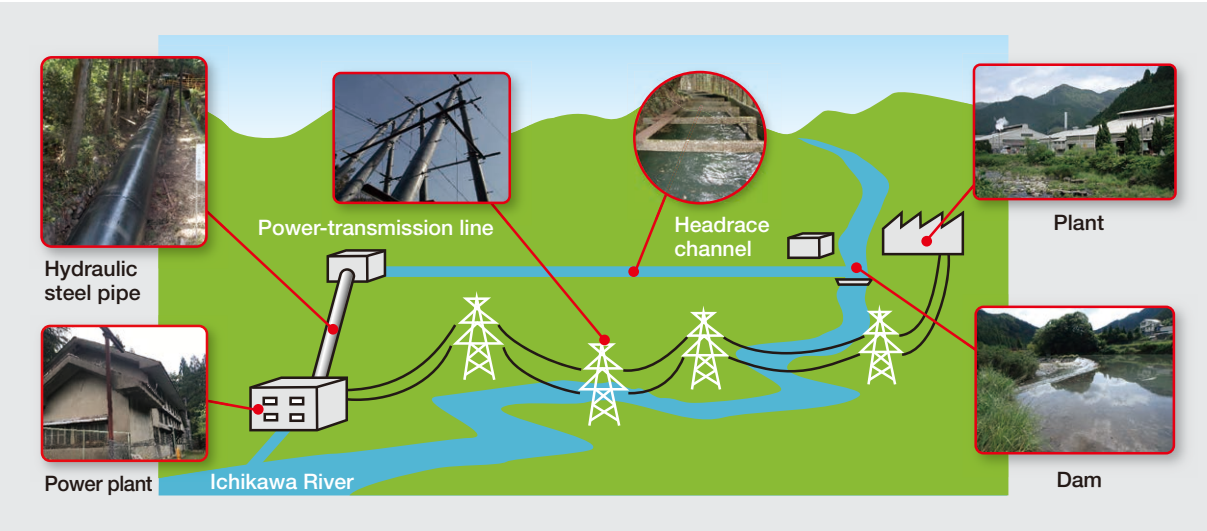 Power-transmission line
Headrace
channel
Plant
Hydraulic
steel pipe
Power plant
Ichikawa River
Dam